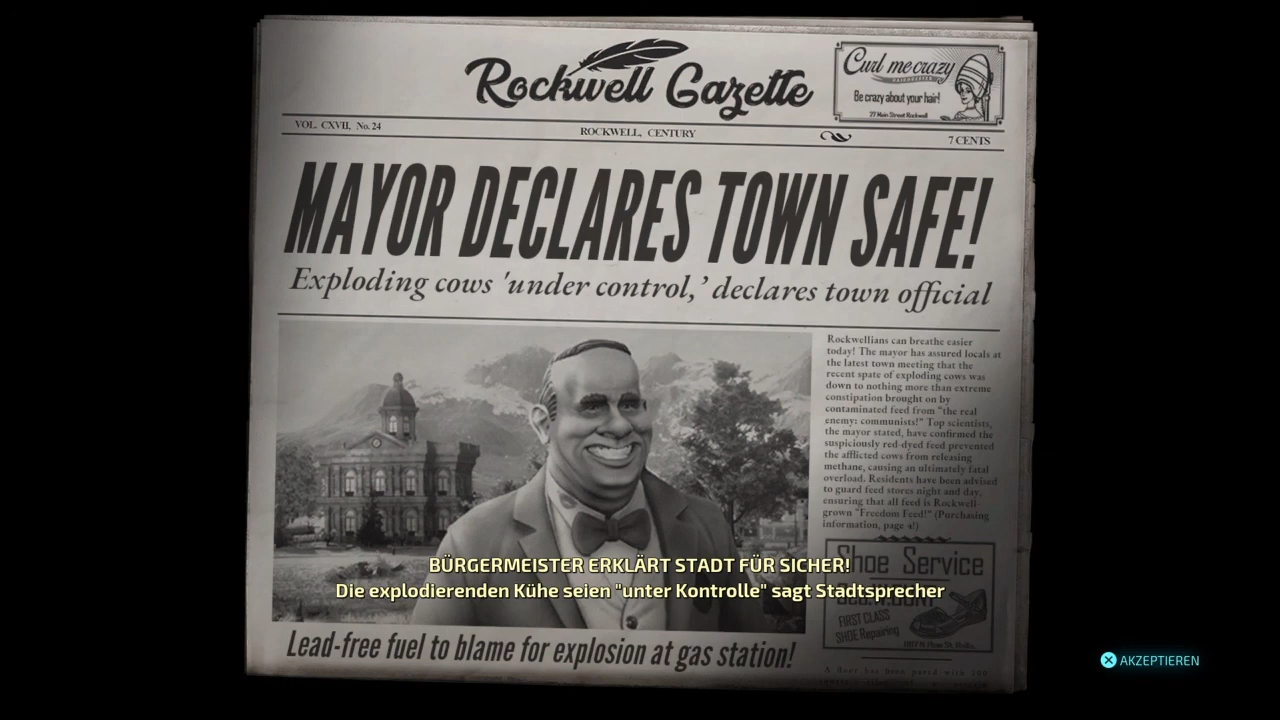 Rockwell Gazette
Curl me crazy
Be crazy about your hair!
27 Main Street Rockwell
VOL. CXVII, No. 24
ROCKWELL, CENTURY
7 CENTS
MAYOR DECLARES TOWN SAFE!
Exploding cows 'under control,' declares town official
Rockwellians can breathe easier
today! The mayor has assured locals at
the latest town meeting that the
recent spate of exploding cows was
down to nothing more than extreme
constipation brought on by
contaminated feed from "the real
enemy: communists!" Top scientists,
the mayor stated, have confirmed the
suspiciously red-dyed feed prevented
the afflicted cows from releasing
methane, causing an ultimately fatal
overload. Residents have been advised
to guard feed stores night and day,
ensuring that all feed is Rockwell-
grown "Freedom Feed!" (Purchasing
information, page 4!)
Shoe Service
FIRST CLASS
SHOE Repairing
BÜRGERMEISTER ERKLÄRT STADT FÜR SICHER!
Die explodierenden Kühe seien "unter Kontrolle" sagt Stadtsprecher
Lead-free fuel to blame for explosion at gas station!
AKZEPTIEREN